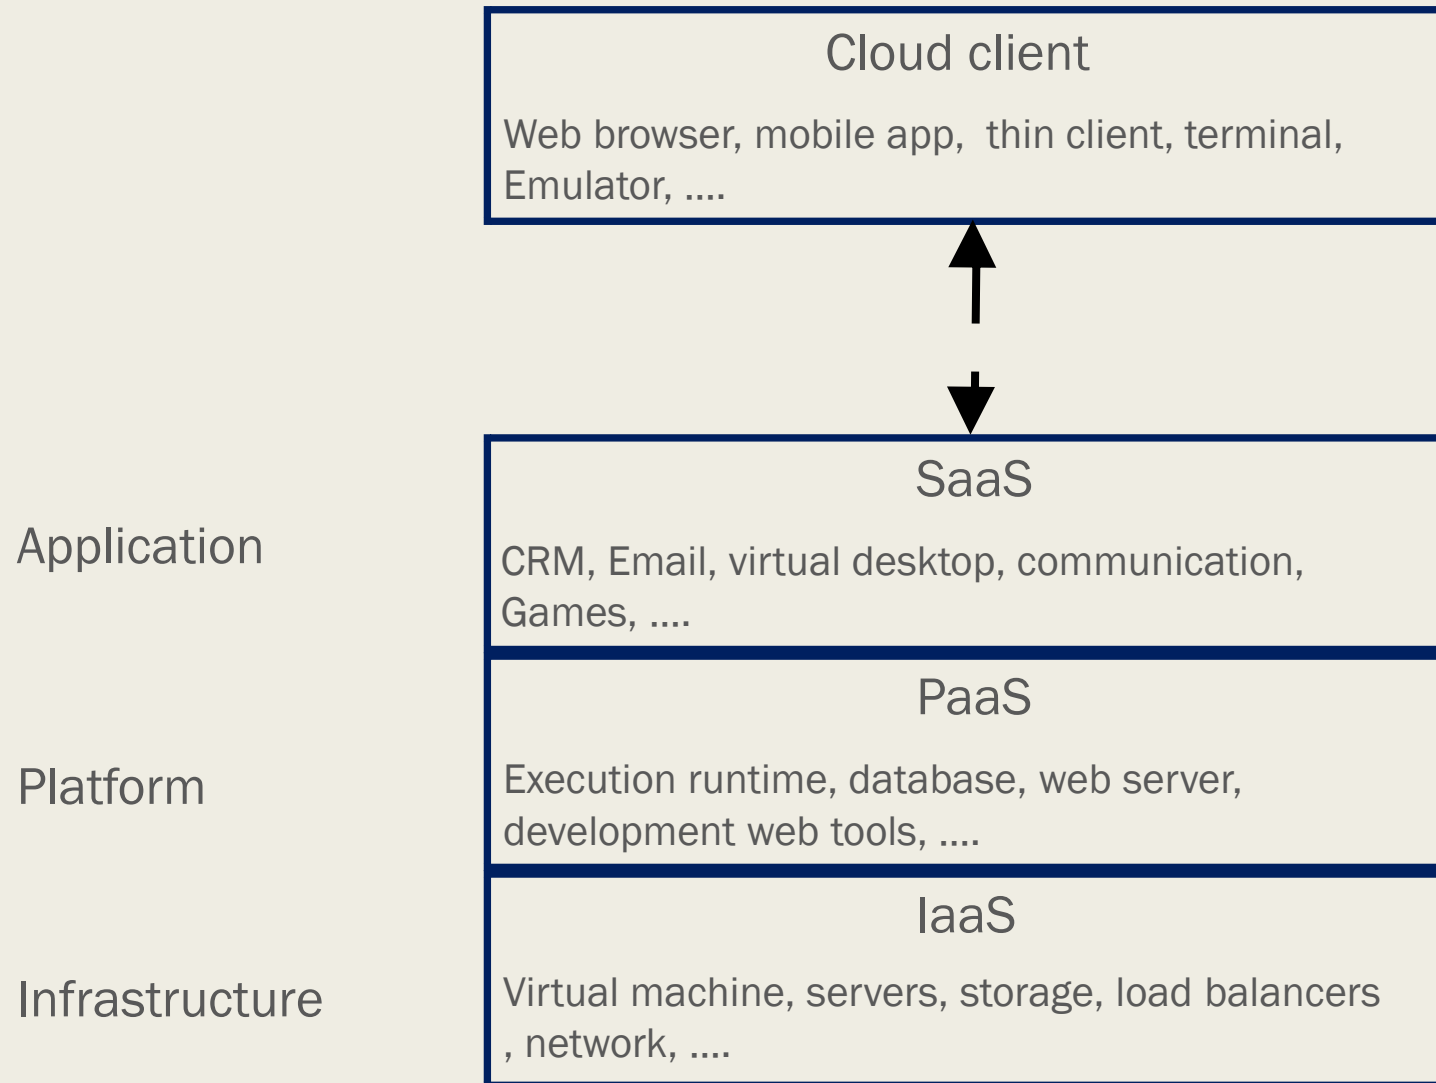 Cloud client
Web browser, mobile app,  thin client, terminal,
Emulator, ....
Application
SaaS
CRM, Email, virtual desktop, communication,
Games, ....
Platform
PaaS
Execution runtime, database, web server,
development web tools, ....
Infrastructure
IaaS
Virtual machine, servers, storage, load balancers
, network, ....